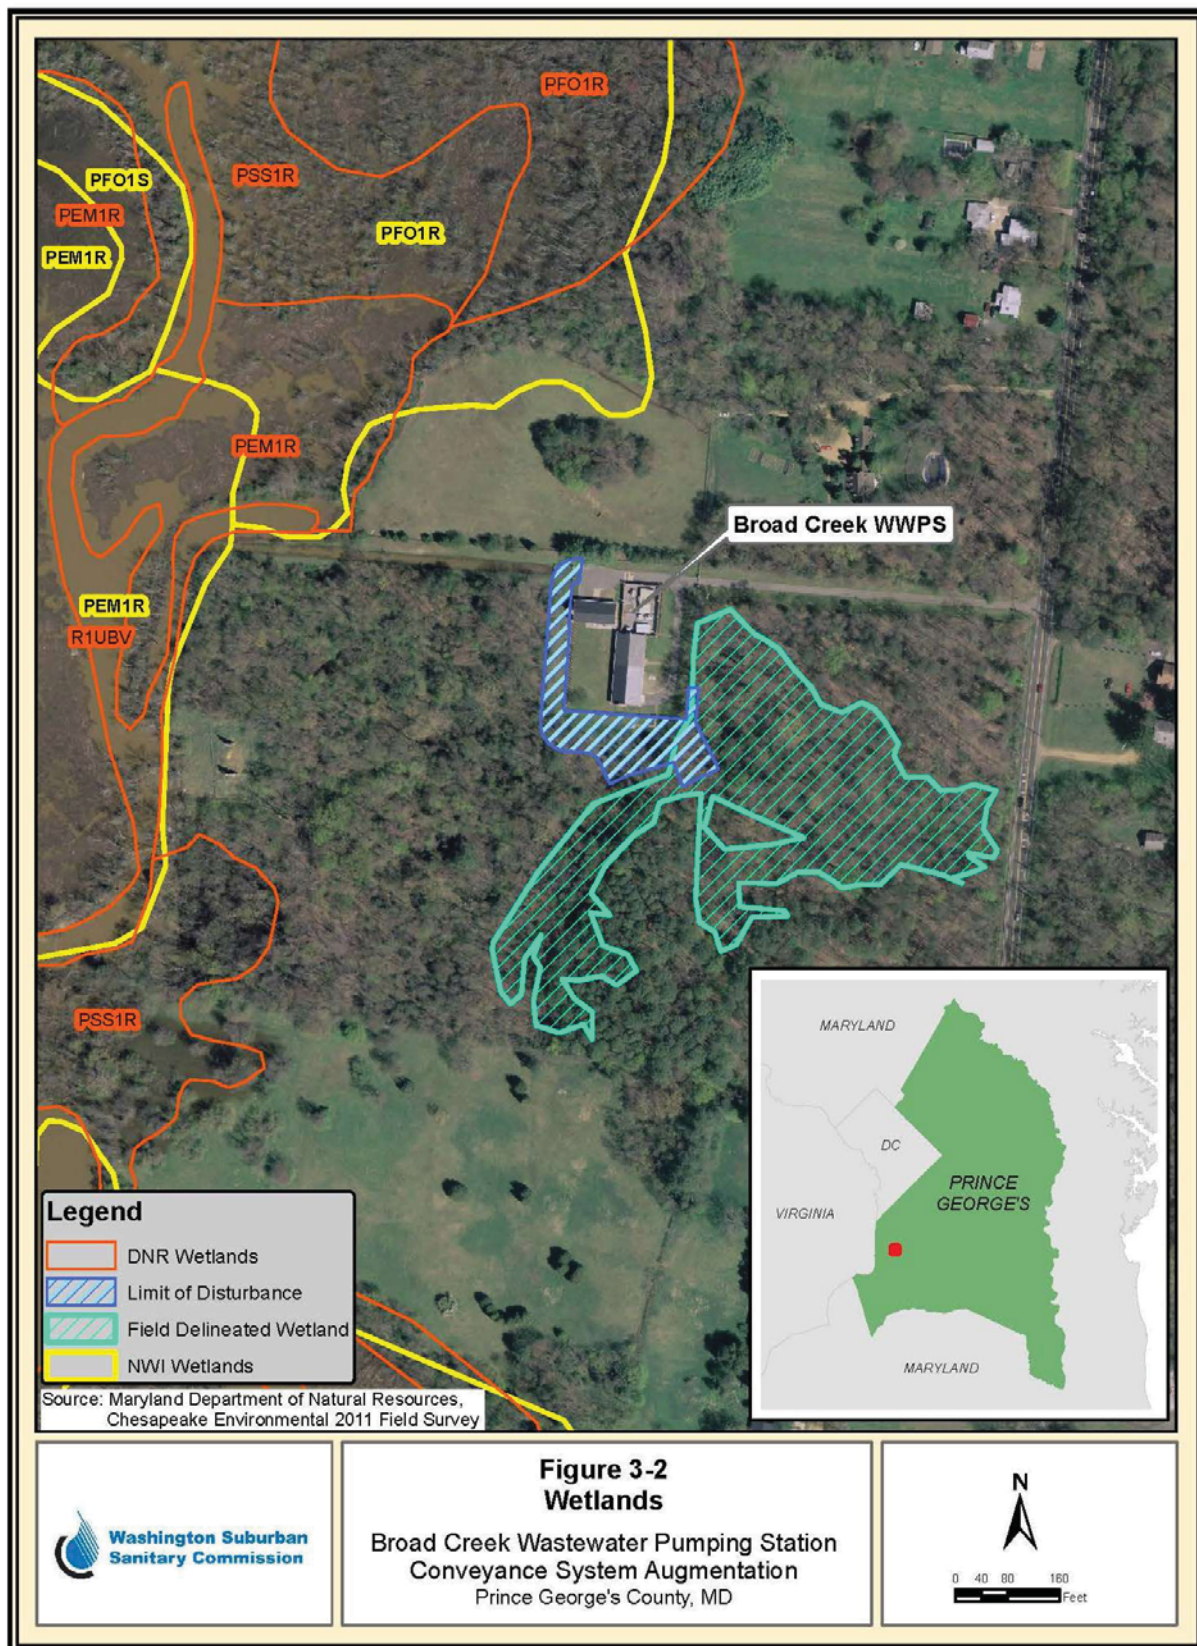 PFO1R
PSS1R
PFO1S
PEM1R
PFO1R
PEM1R
PEM1R
Broad Creek WWPS
PEM1R
R1UBV
PSS1R
MARYLAND
DC
PRINCE
GEORGE'S
VIRGINIA
MARYLAND
Legend
DNR Wetlands
Limit of Disturbance
Field Delineated Wetland
NWI Wetlands
Source: Maryland Department of Natural Resources,
Chesapeake Environmental 2011 Field Survey
Washington Suburban
Sanitary Commission
Figure 3-2
Wetlands
Broad Creek Wastewater Pumping Station
Conveyance System Augmentation
Prince George's County, MD
N
0 40 80 160
Feet